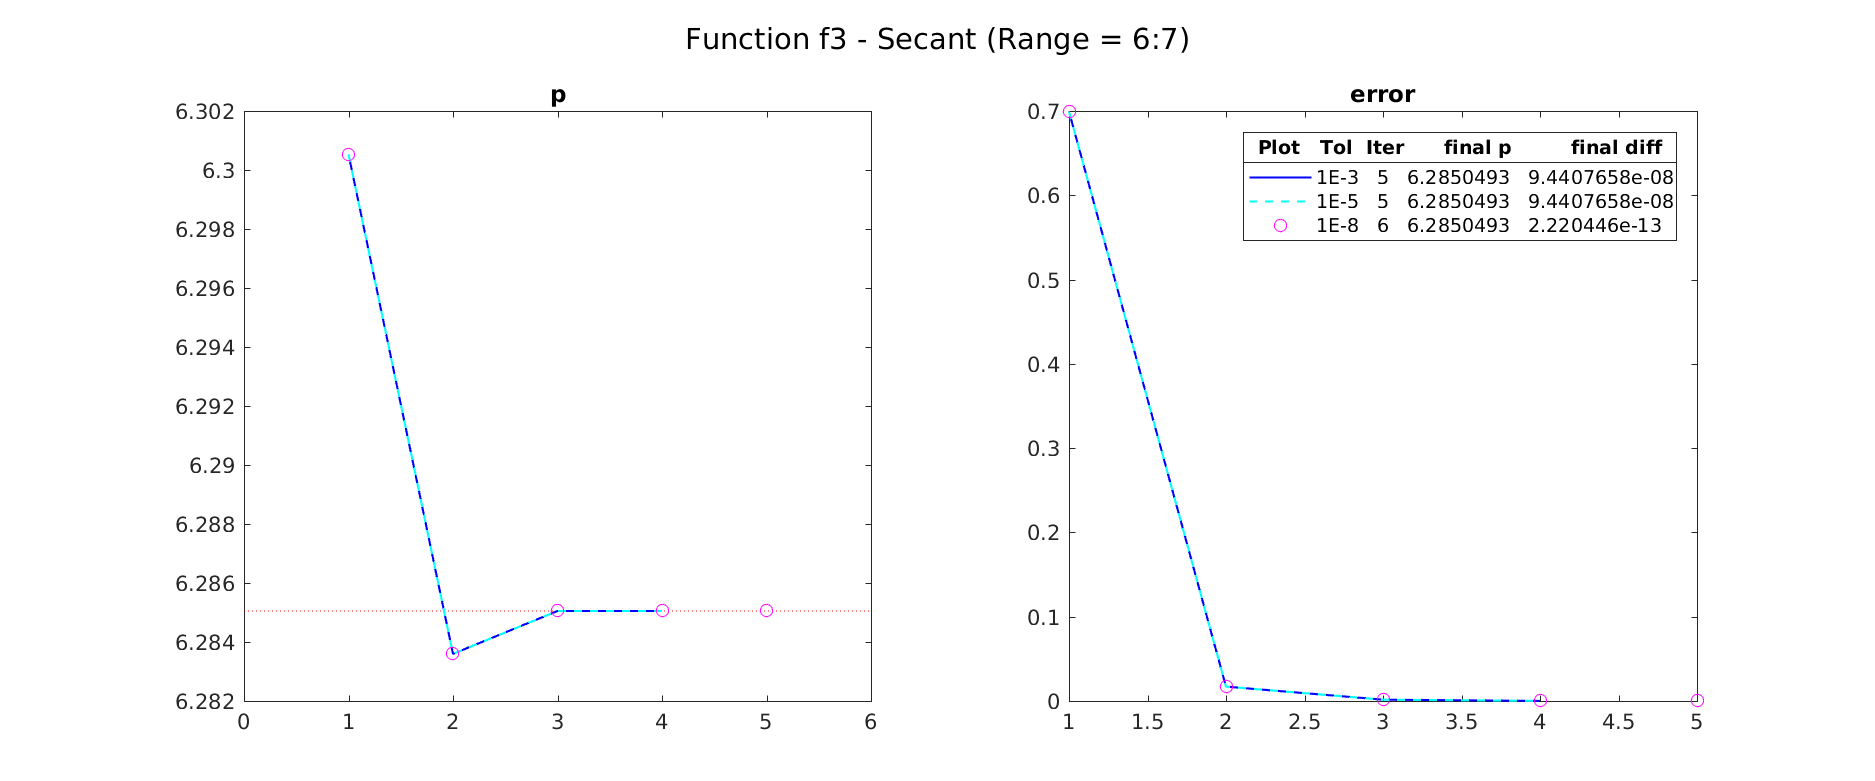 Function f3 - Secant (Range = 6:7)
p
6.302
6.3
6.298
6.296
6.294
6.292
6.29
6.288
6.286
6.284
6.282
0 1 2 3 4 5 6
error
0.7
0.6
0.5
0.4
0.3
0.2
0.1
0
1 1.5 2 2.5 3 3.5 4 4.5 5
Plot Tol Iter final p final diff
1E-3 5 6.2850493 9.4407658e-08
1E-5 5 6.2850493 9.4407658e-08
1E-8 6 6.2850493 2.220446e-13